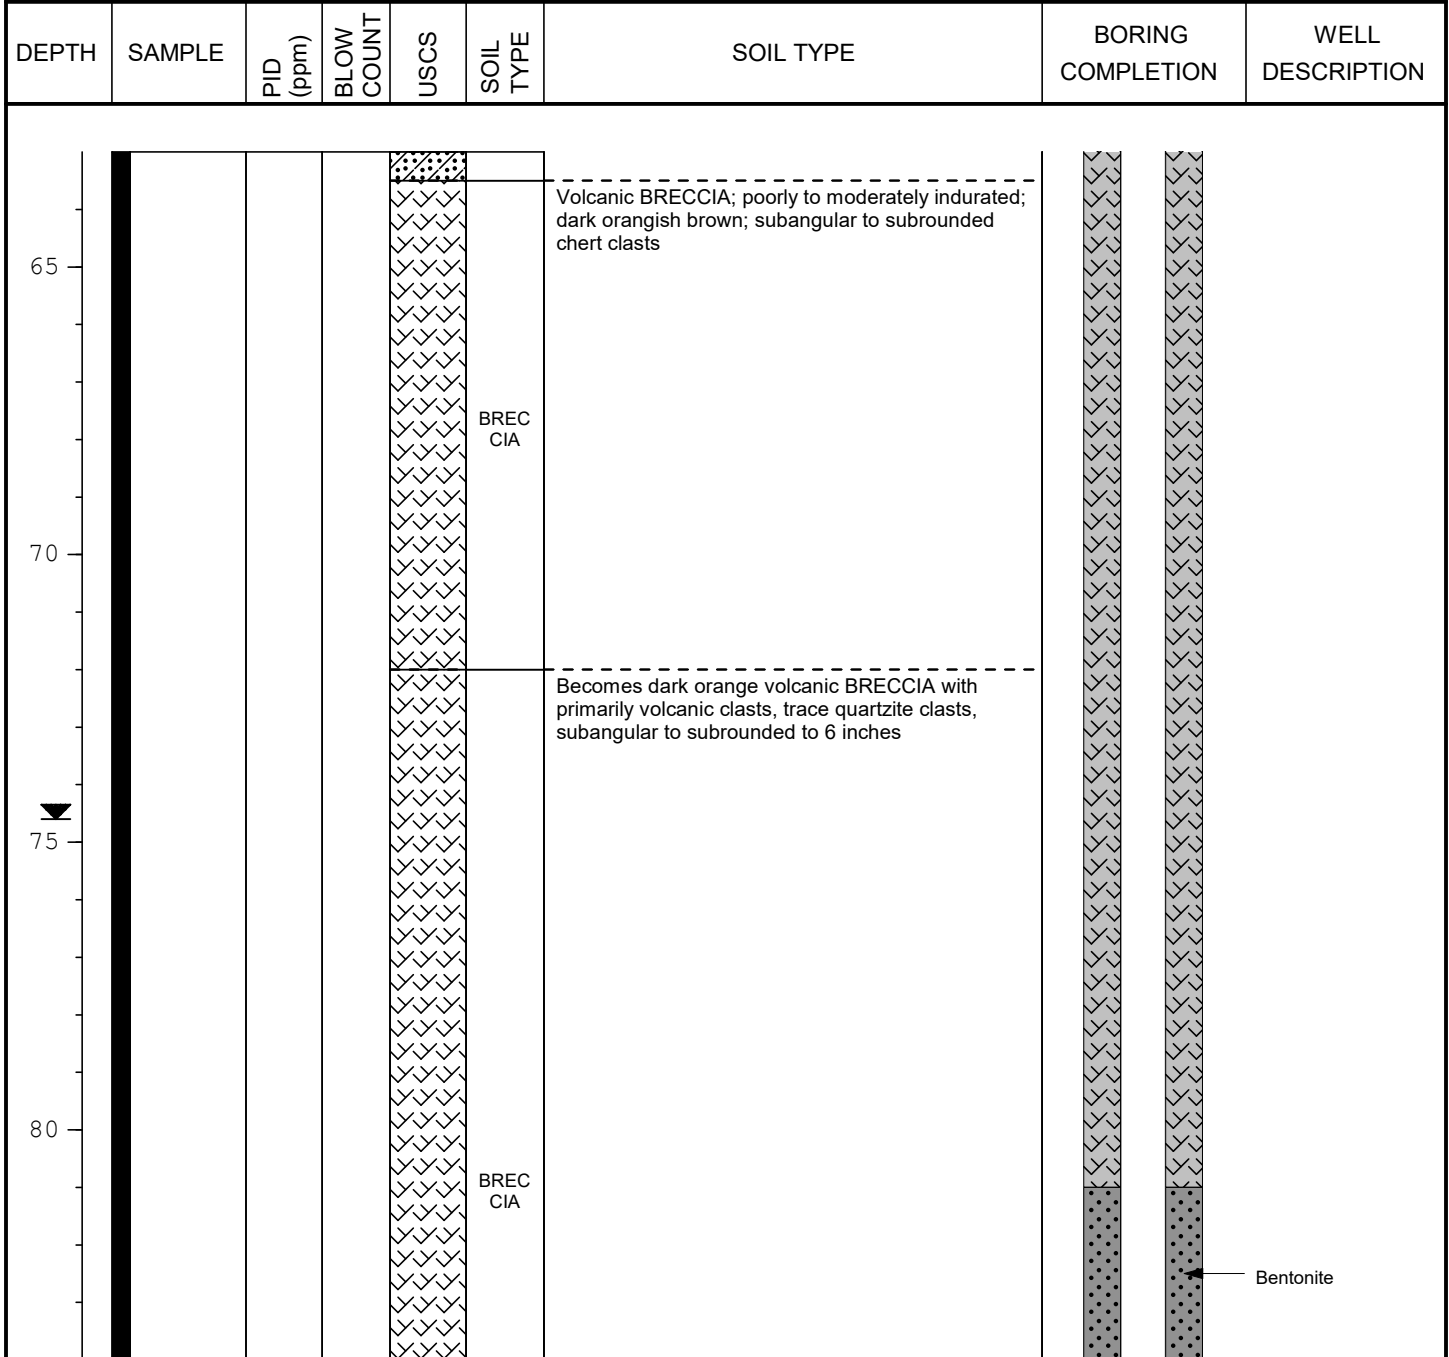 DEPTH
SAMPLE
PID
(ppm)
BLOW
COUNT
USCS
SOIL
TYPE
SOIL TYPE
BORING
COMPLETION
WELL
DESCRIPTION
Volcanic BRECCIA; poorly to moderately indurated;
dark orangish brown; subangular to subrounded
chert clasts
65
BREC
CIA
70
Becomes dark orange volcanic BRECCIA with
primarily volcanic clasts, trace quartzite clasts,
subangular to subrounded to 6 inches
75
80
BREC
CIA
Bentonite